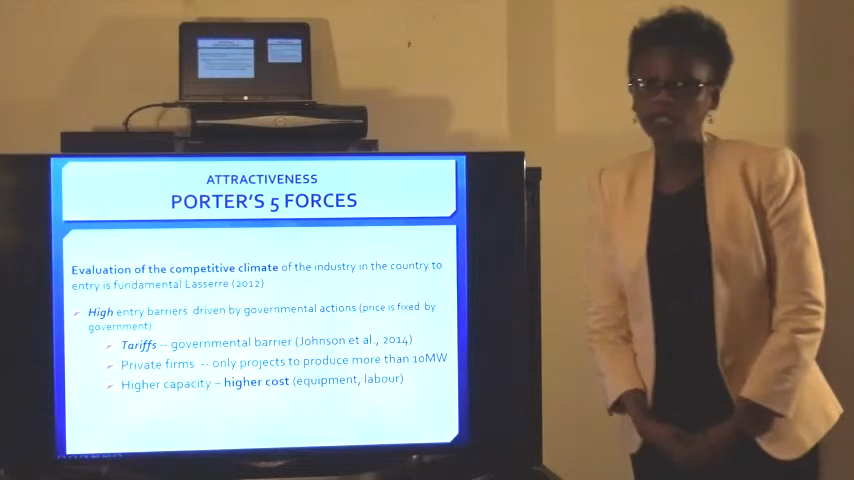 ATTRACTIVENESS
PORTER'S 5 FORCES
Evaluation of the competitive climate of the industry in the country to
entry is fundamental Lasserre (2012)
High entry barriers driven by governmental actions (price is fixed by
government)
Tariffs -- governmental barrier (Johnson et al., 2014)
Private firms -- only projects to produce more than 10MW
Higher capacity – higher cost (equipment, labour)